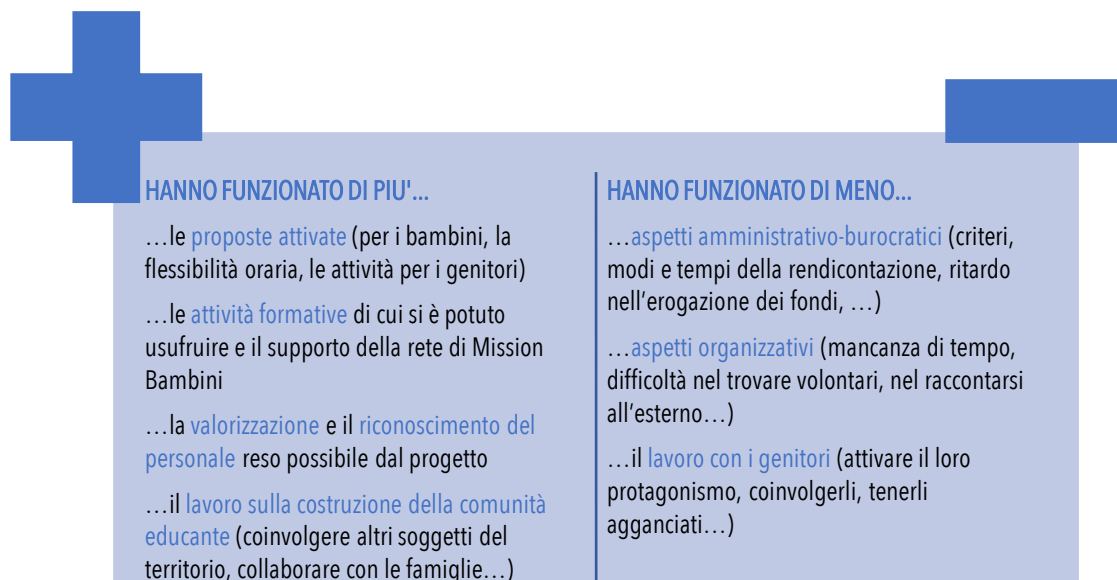 HANNO FUNZIONATO DI PIU'...
…le proposte attivate (per i bambini, la
flessibilità oraria, le attività per i genitori)
…le attività formative di cui si è potuto
usufruire e il supporto della rete di Mission
Bambini
…la valorizzazione e il riconoscimento del
personale reso possibile dal progetto
…il lavoro sulla costruzione della comunità
educante (coinvolgere altri soggetti del
territorio, collaborare con le famiglie…)
HANNO FUNZIONATO DI MENO...
…aspetti amministrativo-burocratici (criteri,
modi e tempi della rendicontazione, ritardo
nell'erogazione dei fondi, …)
…aspetti organizzativi (mancanza di tempo,
difficoltà nel trovare volontari, nel raccontarsi
all'esterno…)
…il lavoro con i genitori (attivare il loro
protagonismo, coinvolgerli, tenerli
agganciati…)